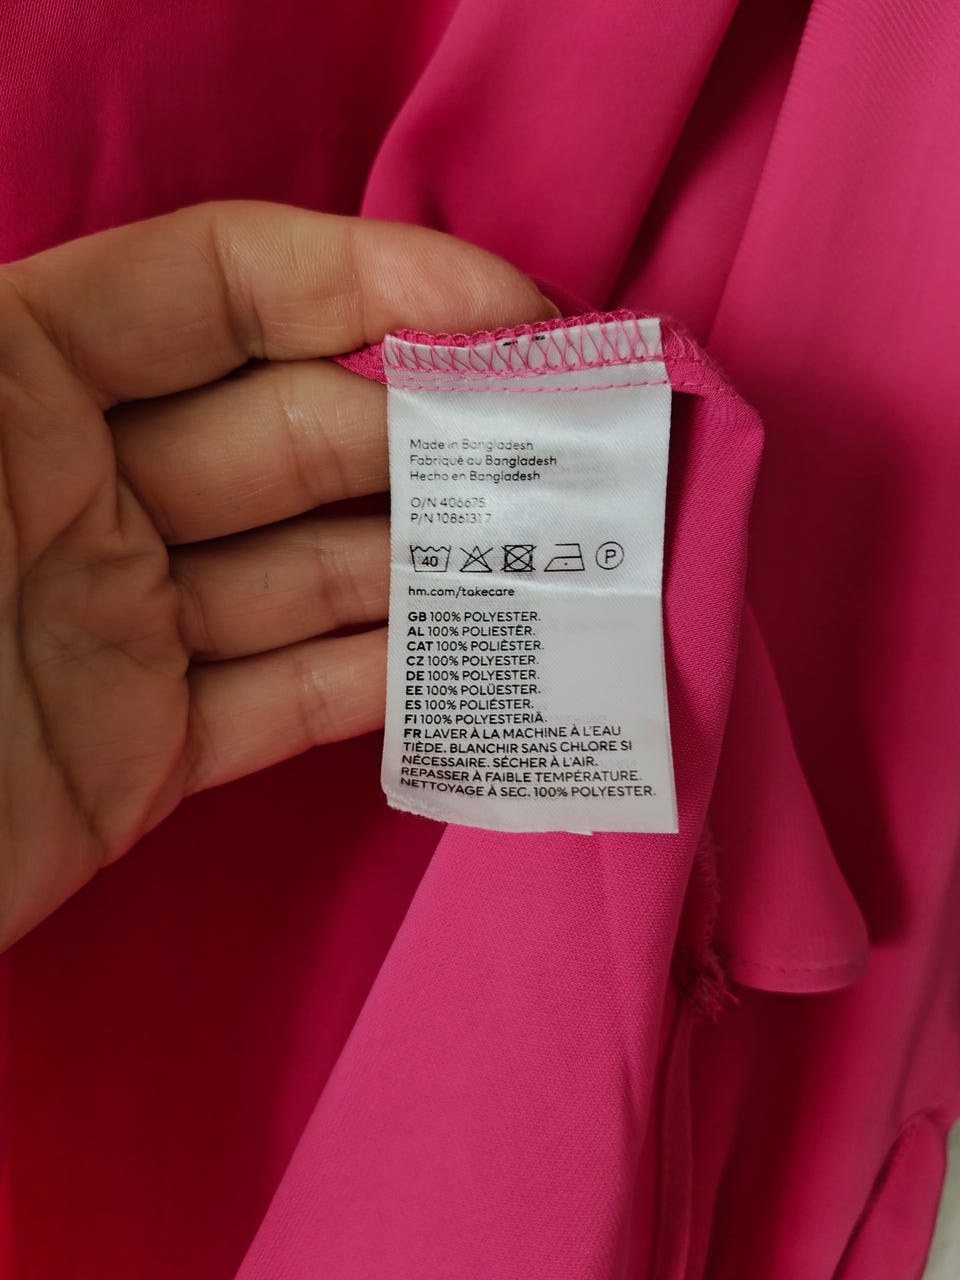 Made in Bangladesh
Fabriqué au Bangladesh
Hecho en Bangladesh
O/N 406675
P/N 1086131 7
40 P
hm.com/takecare
GB 100% POLYESTER.
AL 100% POLIESTËR.
CAT 100% POLIÈSTER.
CZ 100% POLYESTER.
DE 100% POLYESTER.
EE 100% POLÜESTER.
ES 100% POLIÉSTER.
FI 100% POLYESTERIÄ.
FR LAVER À LA MACHINE À L'EAU
TIÈDE. BLANCHIR SANS CHLORE SI
NÉCESSAIRE. SÉCHER À L'AIR.
REPASSER À FAIBLE TEMPÉRATURE.
NETTOYAGE À SEC. 100% POLYESTER.